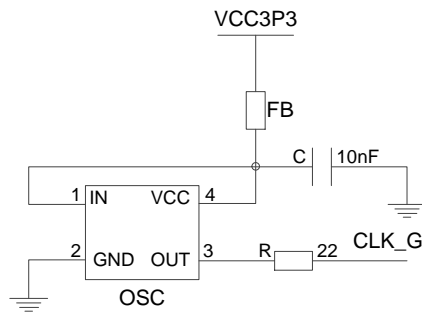 VCC3P3
FB
C 10nF
1 IN VCC 4
2 GND OUT 3 R 22 CLK_G
OSC